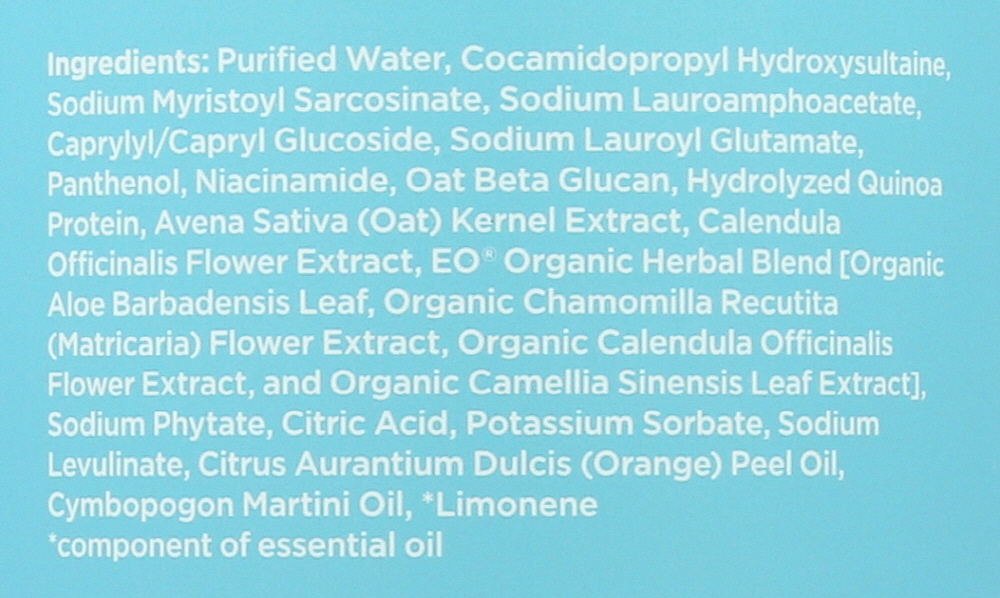 Ingredients: Purified Water, Cocamidopropyl Hydroxysultaine,
Sodium Myristoyl Sarcosinate, Sodium Lauroamphoacetate,
Caprylyl/Capryl Glucoside, Sodium Lauroyl Glutamate,
Panthenol, Niacinamide, Oat Beta Glucan, Hydrolyzed Quinoa
Protein, Avena Sativa (Oat) Kernel Extract, Calendula
Officinalis Flower Extract, EO® Organic Herbal Blend [Organic
Aloe Barbadensis Leaf, Organic Chamomilla Recutita
(Matricaria) Flower Extract, Organic Calendula Officinalis
Flower Extract, and Organic Camellia Sinensis Leaf Extract],
Sodium Phytate, Citric Acid, Potassium Sorbate, Sodium
Levulinate, Citrus Aurantium Dulcis (Orange) Peel Oil,
Cymbopogon Martini Oil, *Limonene
*component of essential oil